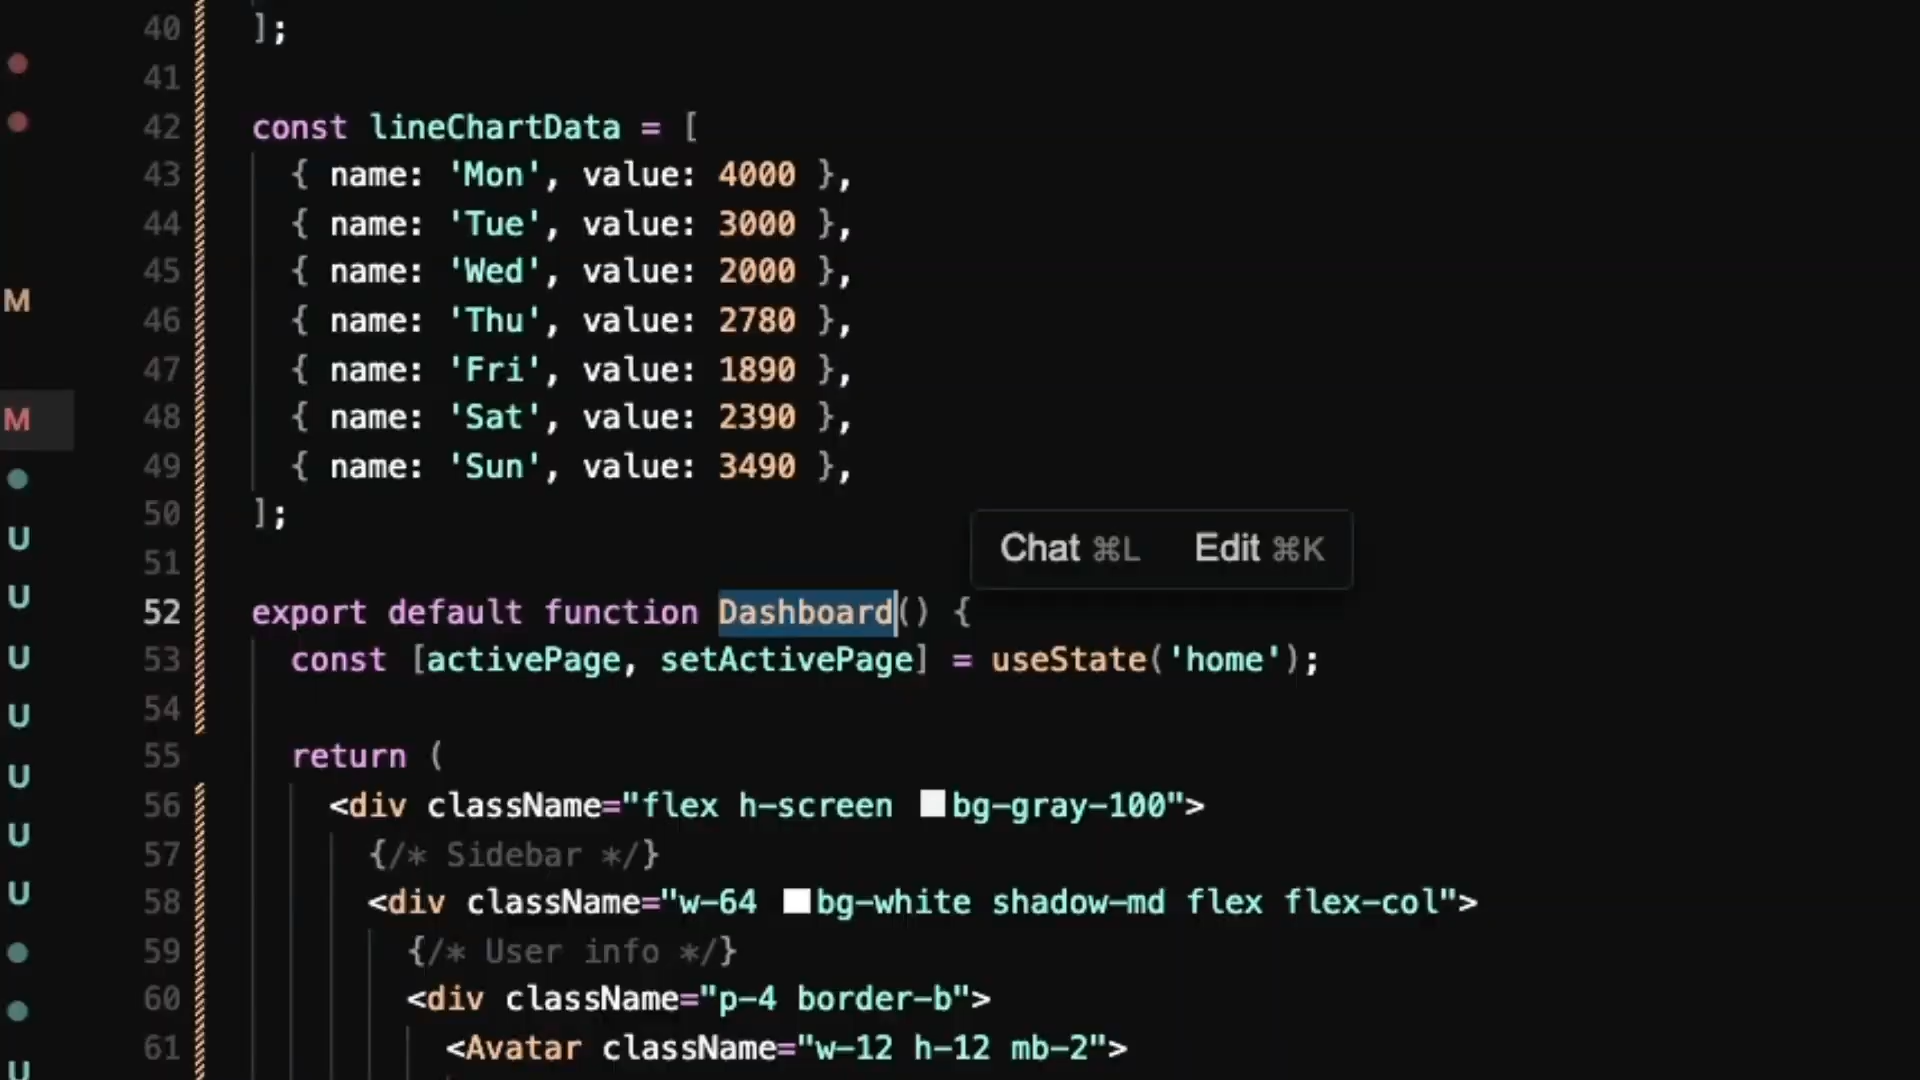 40 ];
41
42 const lineChartData = [
43 { name: 'Mon', value: 4000 },
44 { name: 'Tue', value: 3000 },
45 { name: 'Wed', value: 2000 },
M
46 { name: 'Thu', value: 2780 },
47 { name: 'Fri', value: 1890 },
M
48 { name: 'Sat', value: 2390 },
49 { name: 'Sun', value: 3490 },
50 ];
U
Chat ⌘L Edit ⌘K
51
U
52 export default function Dashboard() {
53 const [activePage, setActivePage] = useState('home');
U
54
U
55 return (
U
56 <div className="flex h-screen bg-gray-100">
U
57 {/* Sidebar */}
58 <div className="w-64 bg-white shadow-md flex flex-col">
U
59 {/* User info */}
60 <div className="p-4 border-b">
61 <Avatar className="w-12 h-12 mb-2">
U